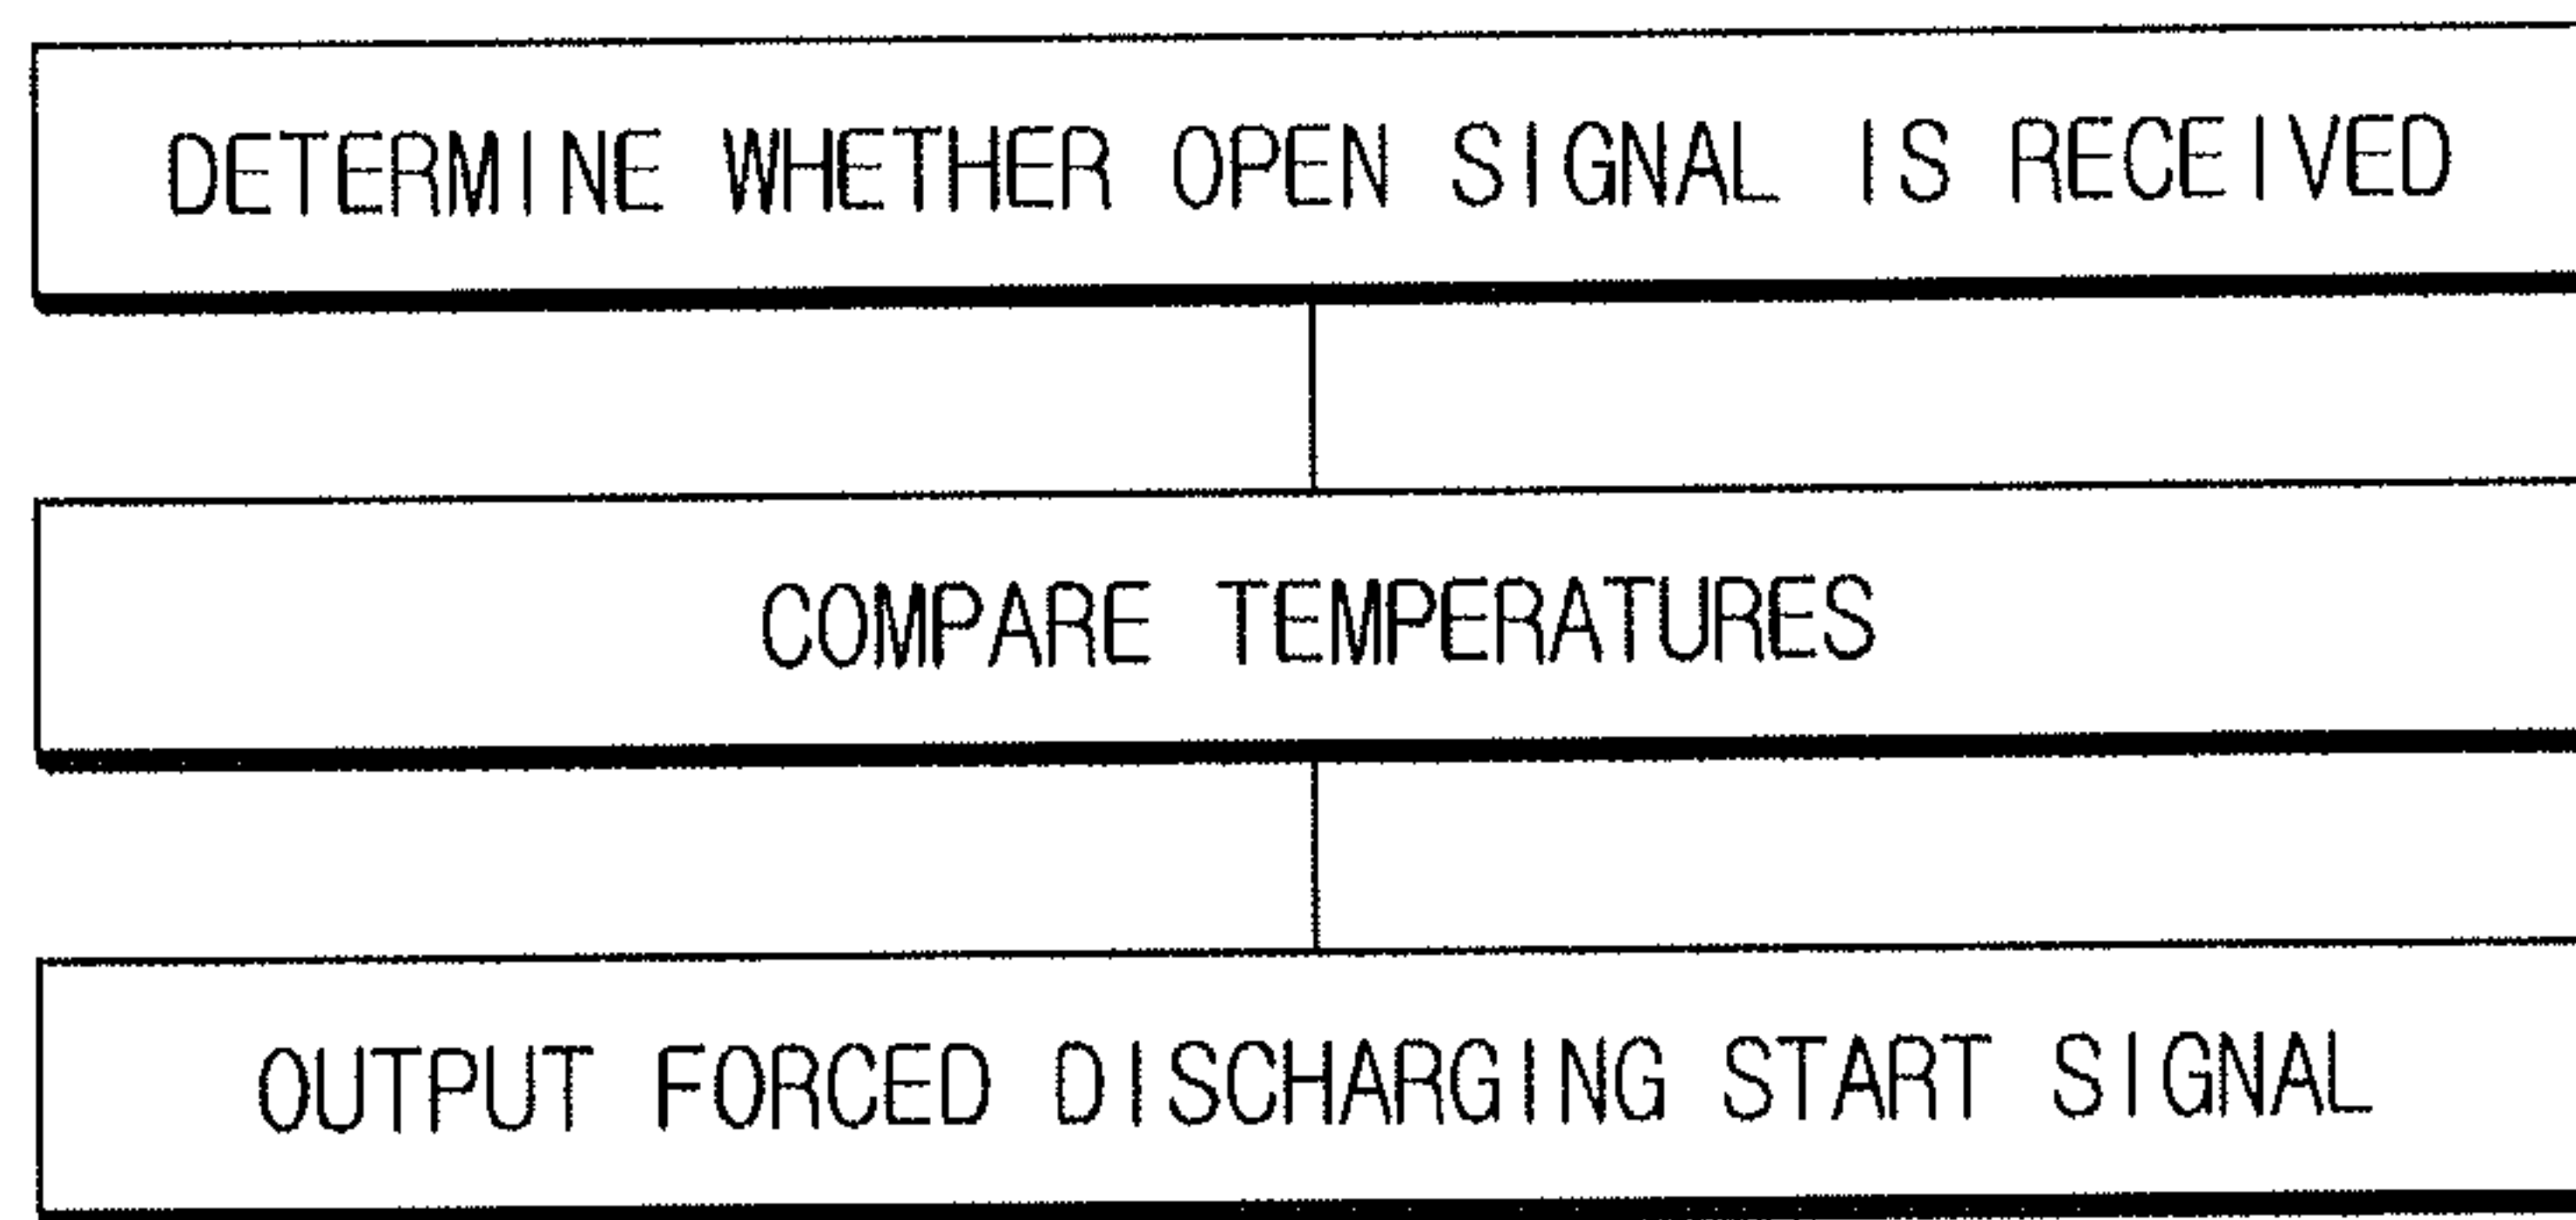 DETERMINE WHETHER OPEN SIGNAL IS RECEIVED
COMPARE TEMPERATURES
OUTPUT FORCED DISCHARGING START SIGNAL